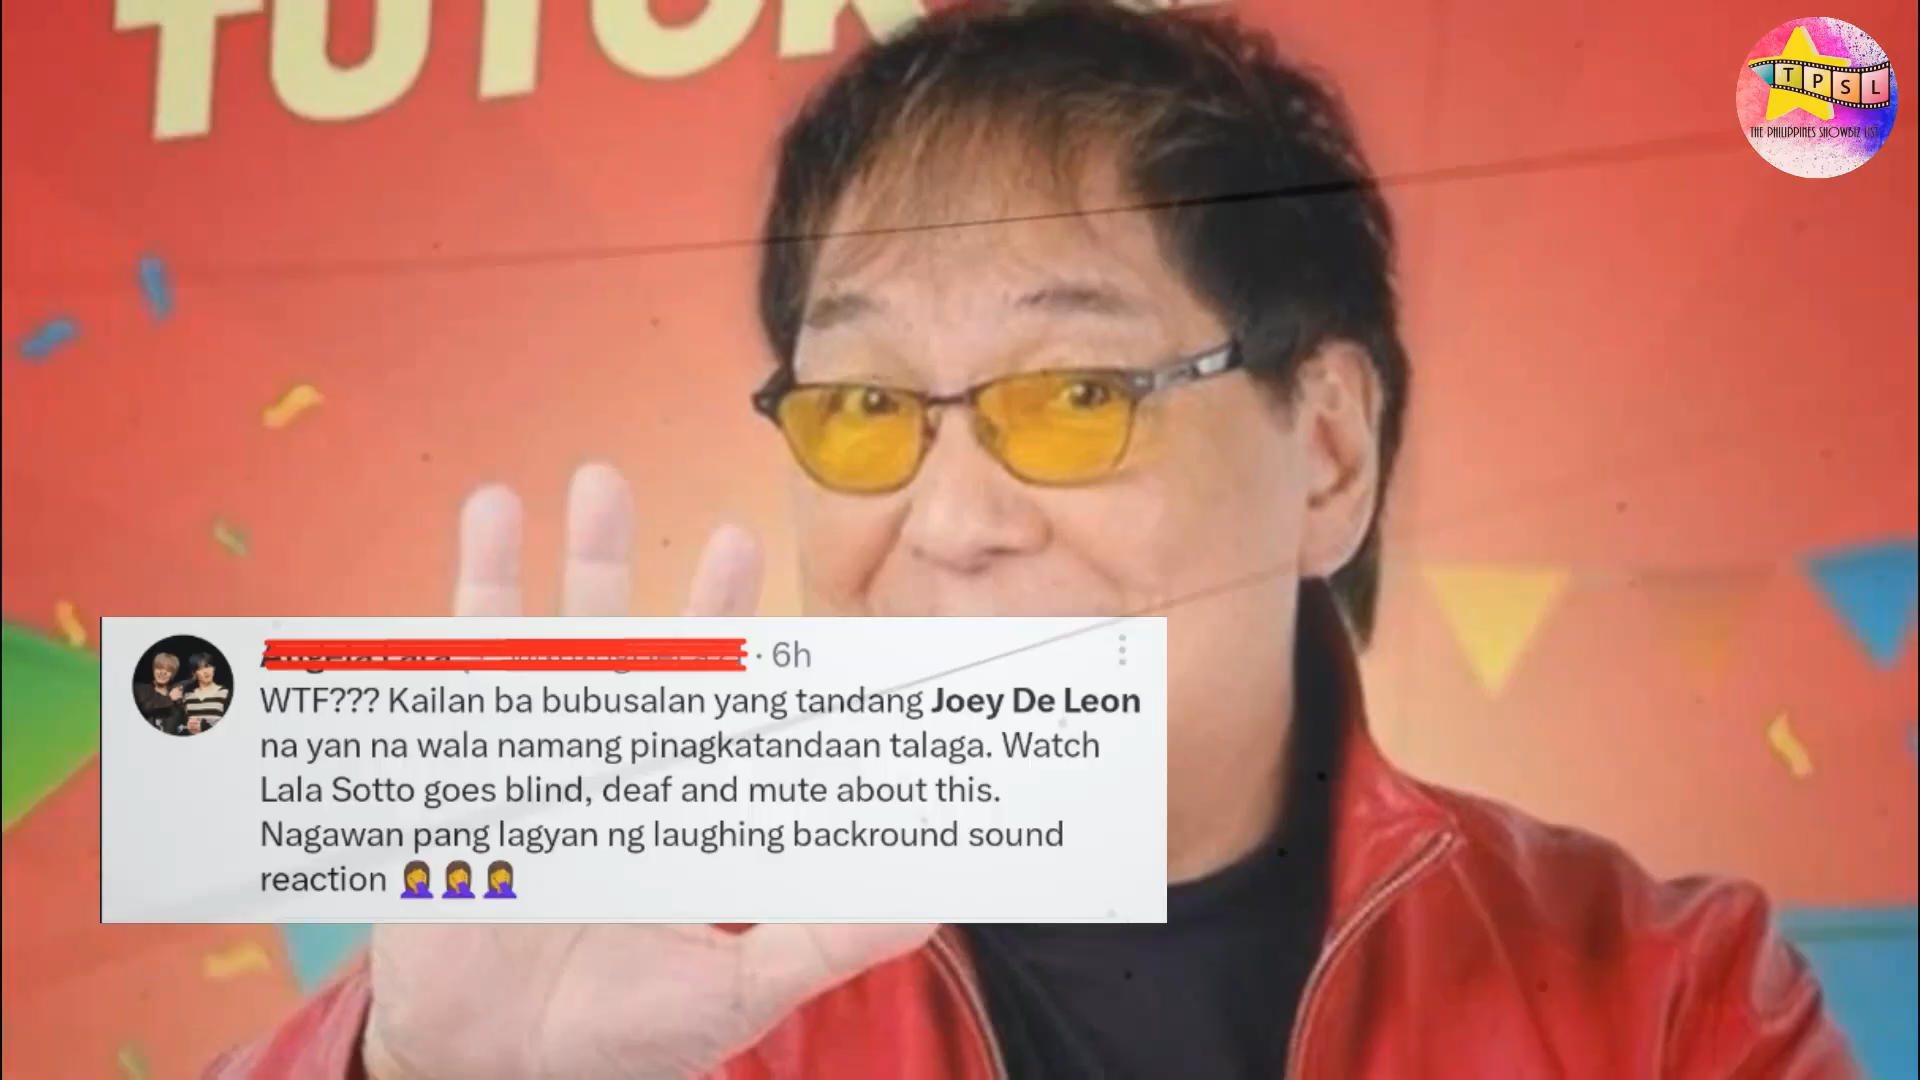 TUTOK
T P S L
THE PHILIPPINES SHOWBIZ LIST
· 6h
WTF??? Kailan ba bubusalan yang tandang Joey De Leon
na yan na wala namang pinagkatandaan talaga. Watch
Lala Sotto goes blind, deaf and mute about this.
Nagawan pang lagyan ng laughing backround sound
reaction 🤦‍♀️🤦‍♀️🤦‍♀️